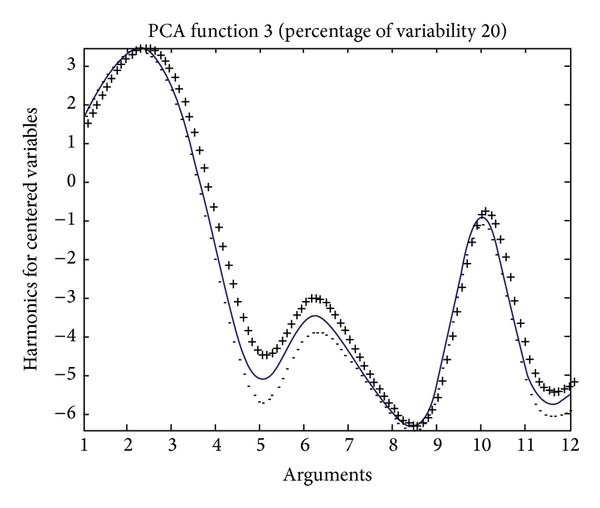 PCA function 3 (percentage of variability 20)
3
2
1
0
−1
−2
−3
−4
−5
−6
Harmonics for centered variables
1 2 3 4 5 6 7 8 9 10 11 12
Arguments